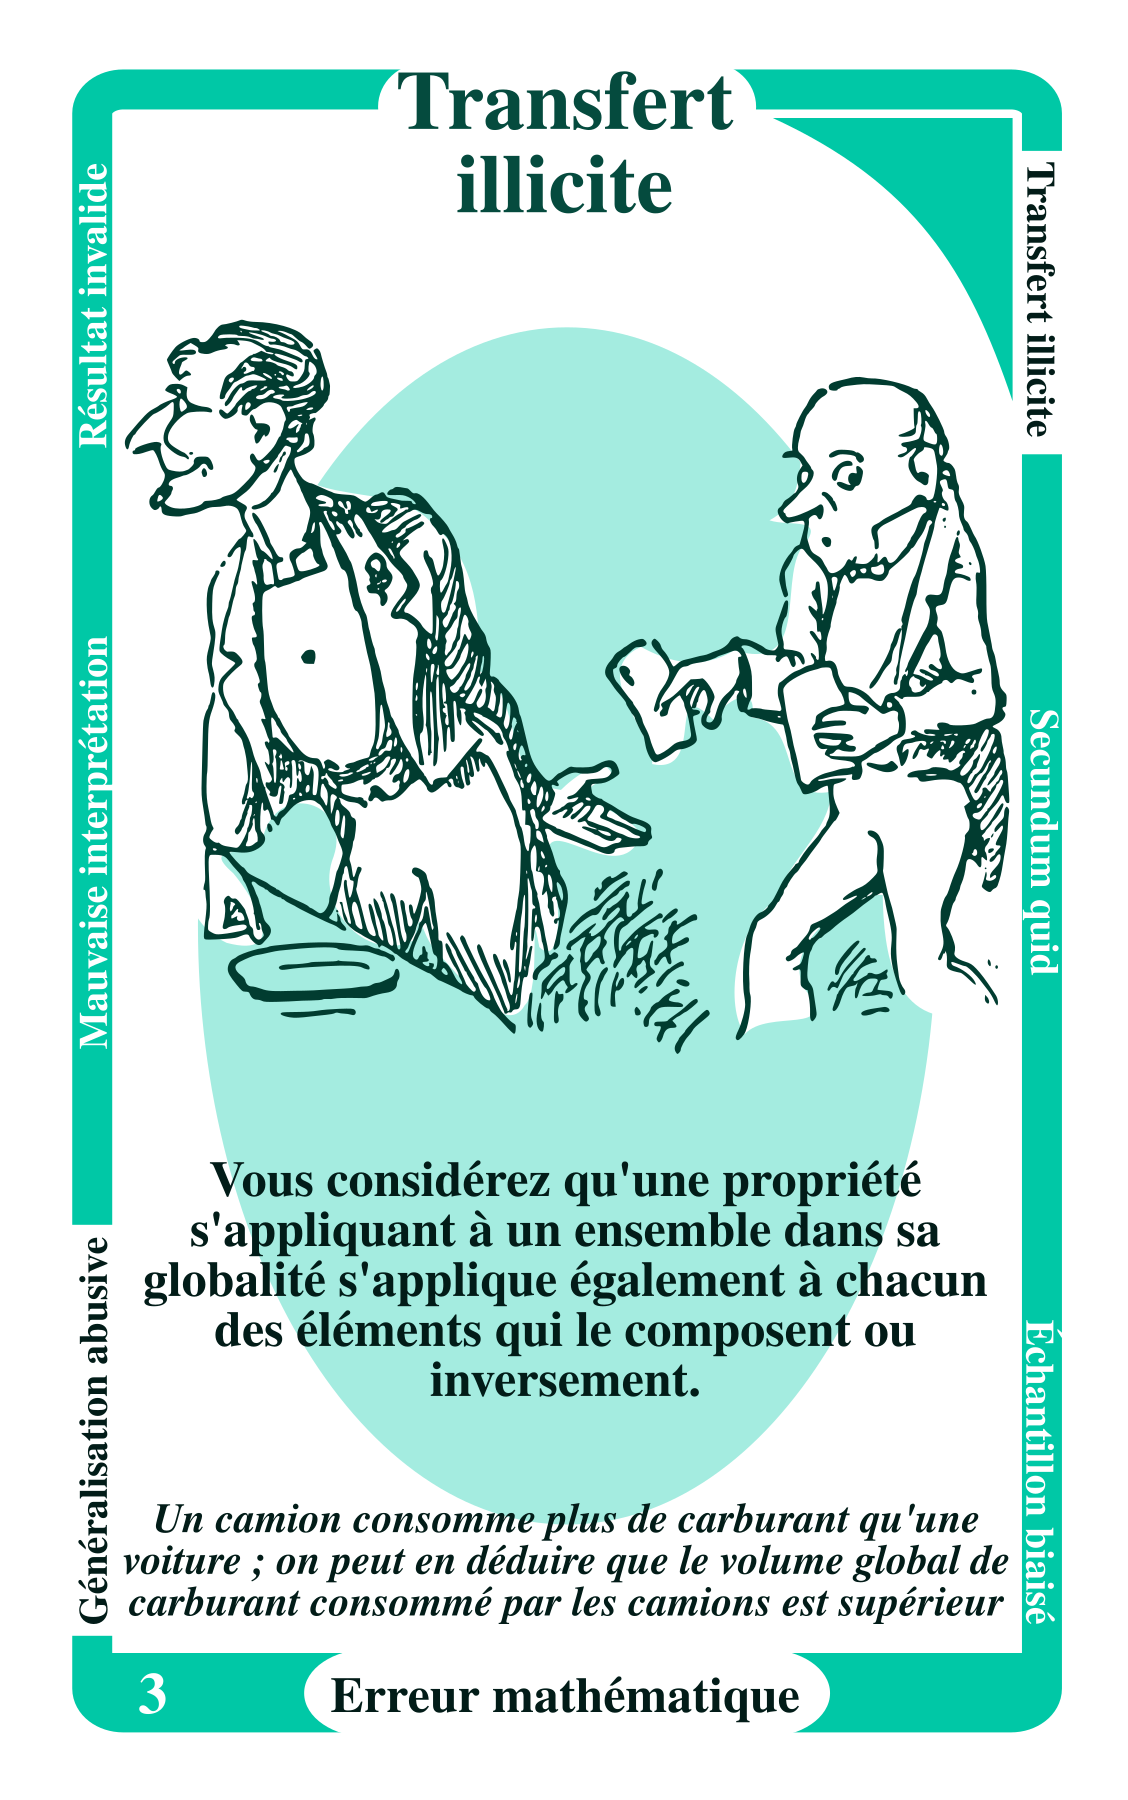 Transfert
illicite
Résultat invalide
Mauvaise interprétation
Généralisation abusive
Transfert illicite
Secundum quid
Échantillon biaisé
Vous considérez qu'une propriété
s'appliquant à un ensemble dans sa
globalité s'applique également à chacun
des éléments qui le composent ou
inversement.
Un camion consomme plus de carburant qu'une
voiture ; on peut en déduire que le volume global de
carburant consommé par les camions est supérieur
3
Erreur mathématique